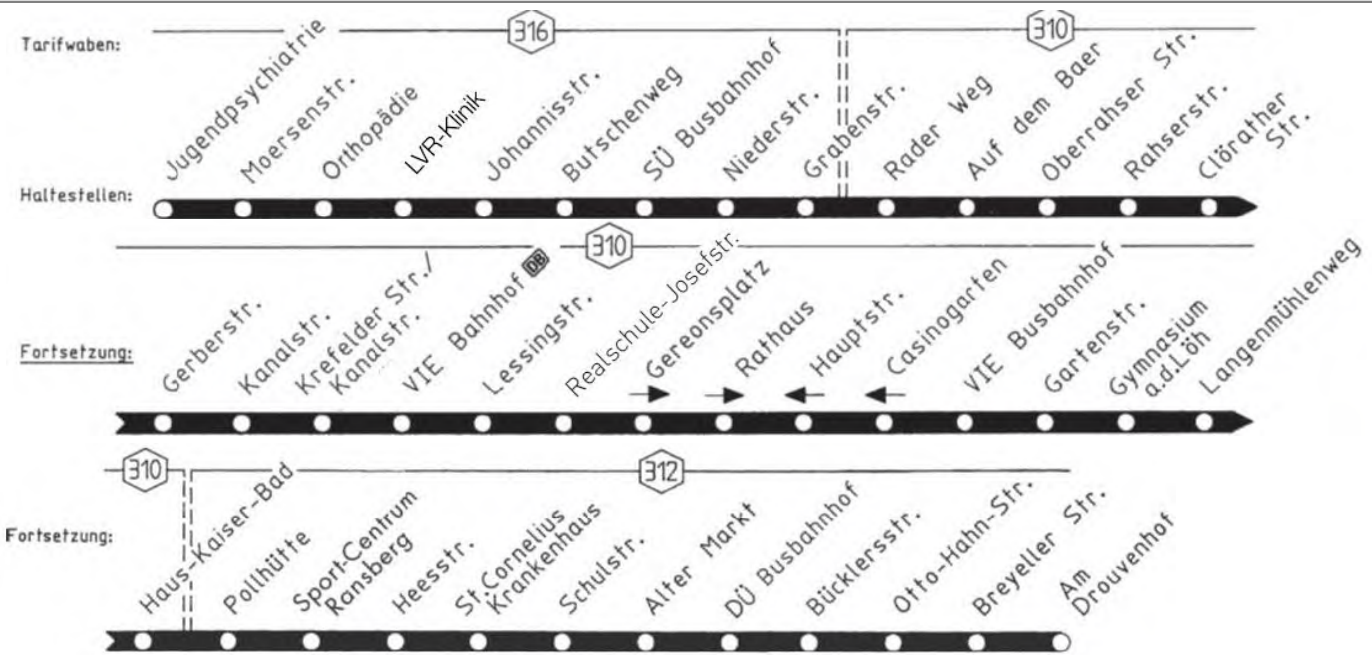 Tarifwaben:
316
310
Haltestellen:
Jugendpsychiatrie
Moersenstr.
Orthopädie
LVR-Klinik
Johannisstr.
Butschenweg
SÜ Busbahnhof
Niederstr.
Grabenstr.
Rader Weg
Auf dem Baer
Oberrahser Str.
Rahserstr.
Clörather
Str.
310
Fortsetzung:
Gerberstr.
Kanalstr.
Krefelder Str./
Kanalstr.
VIE Bahnhof DB
Lessingstr.
Realschule-Josefstr.
Gereonsplatz
Rathaus
Hauptstr.
Casinogarten
VIE Busbahnhof
Gartenstr.
Gymnasium
a.d.Löh
Langenmühlenweg
310
312
Fortsetzung:
Haus-Kaiser-Bad
Pollhütte
Sport-Centrum
Ransberg
Heesstr.
St.Cornelius
Krankenhaus
Schulstr.
Alter Markt
DÜ Busbahnhof
Bücklersstr.
Otto-Hahn-Str.
Breyeller Str.
Am
Drouvenhof